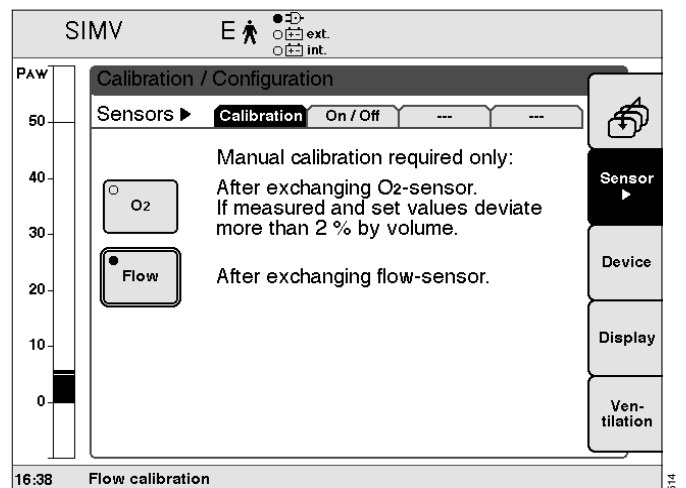 SIMV E ext.
int.
PAW
Calibration / Configuration
Sensors ▶ Calibration On / Off --- ---
50
Manual calibration required only:
40
O2 After exchanging O2-sensor.
If measured and set values deviate
more than 2 % by volume.
30
Flow After exchanging flow-sensor.
20
10
0
Sensor
▶
Device
Display
Ven-
tilation
16:38 Flow calibration